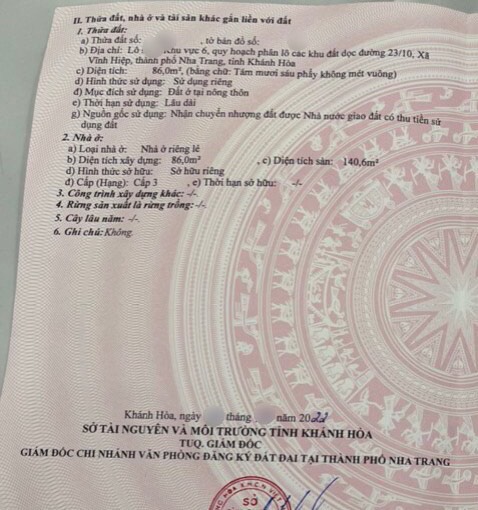 II. Thửa đất, nhà ở và tài sản khác gắn liền với đất
1. Thửa đất:
a) Thửa đất số: , tờ bản đồ số:
b) Địa chỉ: Lô khu vực 6, quy hoạch phân lô các khu đất dọc đường 23/10, Xã
Vĩnh Hiệp, thành phố Nha Trang, tỉnh Khánh Hòa
c) Diện tích: 86,0m², (bằng chữ: Tám mươi sáu phẩy không mét vuông)
d) Hình thức sử dụng: Sử dụng riêng
đ) Mục đích sử dụng: Đất ở tại nông thôn
e) Thời hạn sử dụng: Lâu dài
g) Nguồn gốc sử dụng: Nhận chuyển nhượng đất được Nhà nước giao đất có thu tiền sử
dụng đất
2. Nhà ở:
a) Loại nhà ở: Nhà ở riêng lẻ
b) Diện tích xây dựng: 86,0m² , c) Diện tích sàn: 140,6m²
d) Hình thức sở hữu: Sở hữu riêng
đ) Cấp (Hạng): Cấp 3 , e) Thời hạn sở hữu: -/-
3. Công trình xây dựng khác: -/-
4. Rừng sản xuất là rừng trồng: -/-
5. Cây lâu năm: -/-
6. Ghi chú: Không.
Khánh Hòa, ngày tháng năm 2022
SỞ TÀI NGUYÊN VÀ MÔI TRƯỜNG TỈNH KHÁNH HÒA
TUQ. GIÁM ĐỐC
GIÁM ĐỐC CHI NHÁNH VĂN PHÒNG ĐĂNG KÝ ĐẤT ĐAI TẠI THÀNH PHỐ NHA TRANG
SỞ